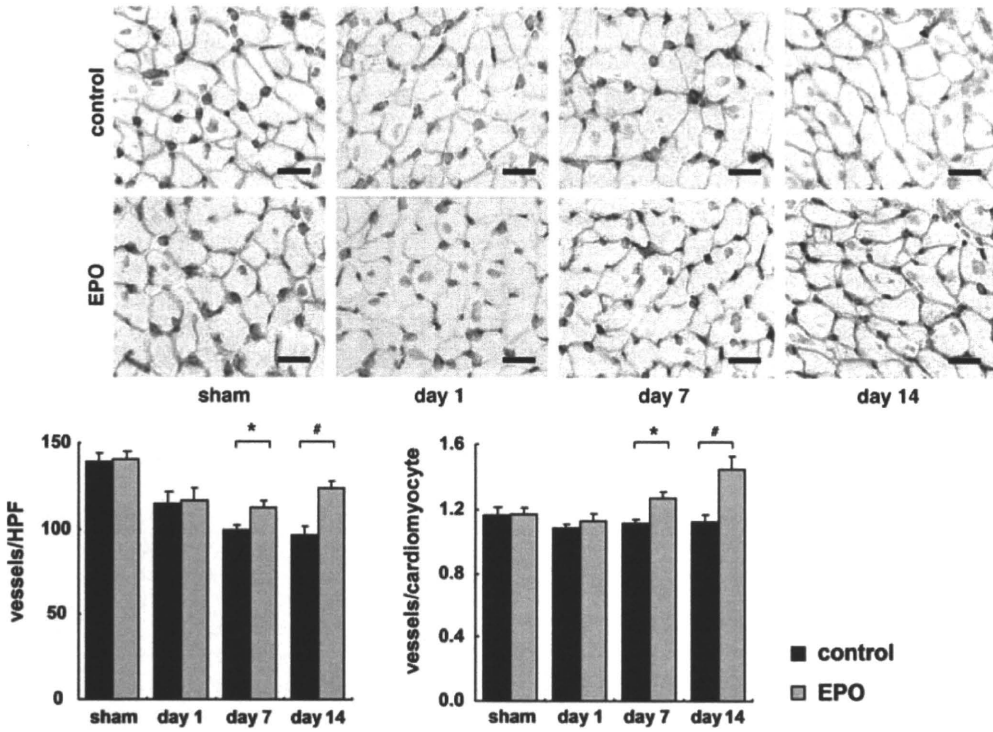 control
EPO
sham day 1 day 7 day 14
vessels/HPF
150
100
50
0
* #
sham day 1 day 7 day 14
vessels/cardiomyocyte
1.6
1.2
0.8
0.4
0.0
* #
sham day 1 day 7 day 14
control
EPO